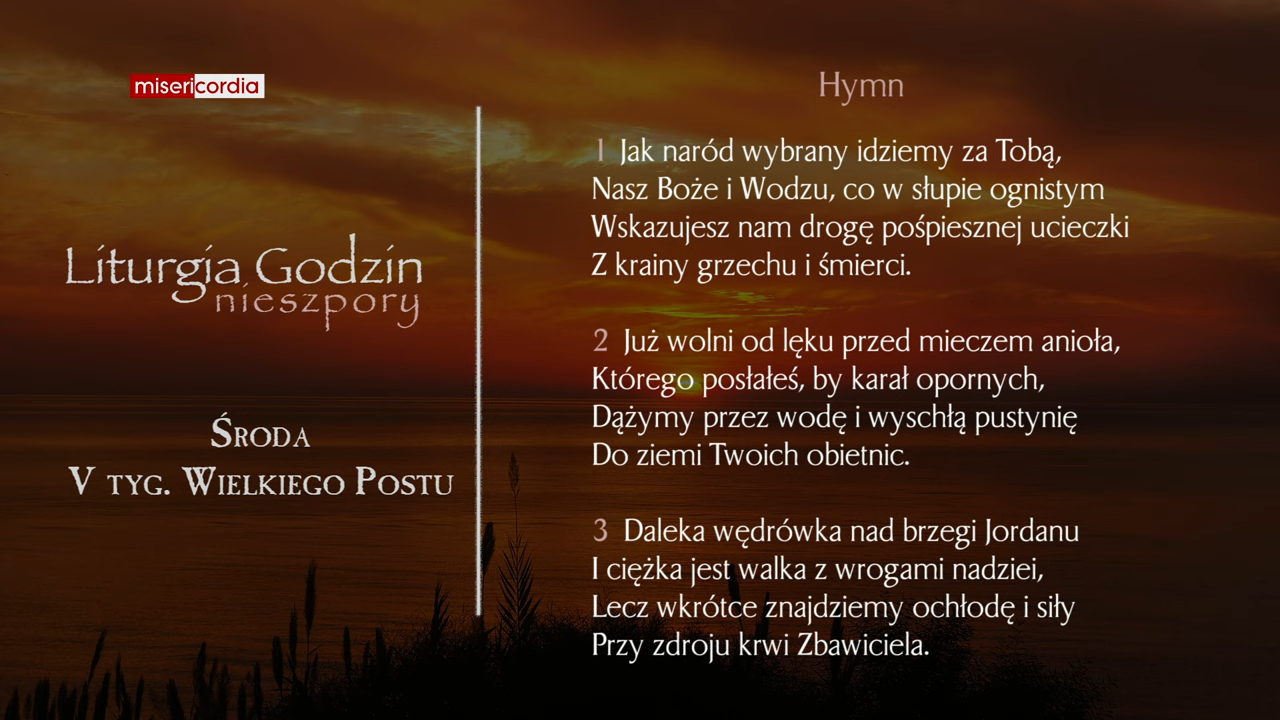 misericordia
Liturgia Godzin
nieszpory
Środa
V tyg. Wielkiego Postu
Hymn
1 Jak naród wybrany idziemy za Tobą,
Nasz Boże i Wodzu, co w słupie ognistym
Wskazujesz nam drogę pośpiesznej ucieczki
Z krainy grzechu i śmierci.
2 Już wolni od lęku przed mieczem anioła,
Którego posłałeś, by karał opornych,
Dążymy przez wodę i wyschłą pustynię
Do ziemi Twoich obietnic.
3 Daleka wędrówka nad brzegi Jordanu
I ciężka jest walka z wrogami nadziei,
Lecz wkrótce znajdziemy ochłodę i siły
Przy zdroju krwi Zbawiciela.